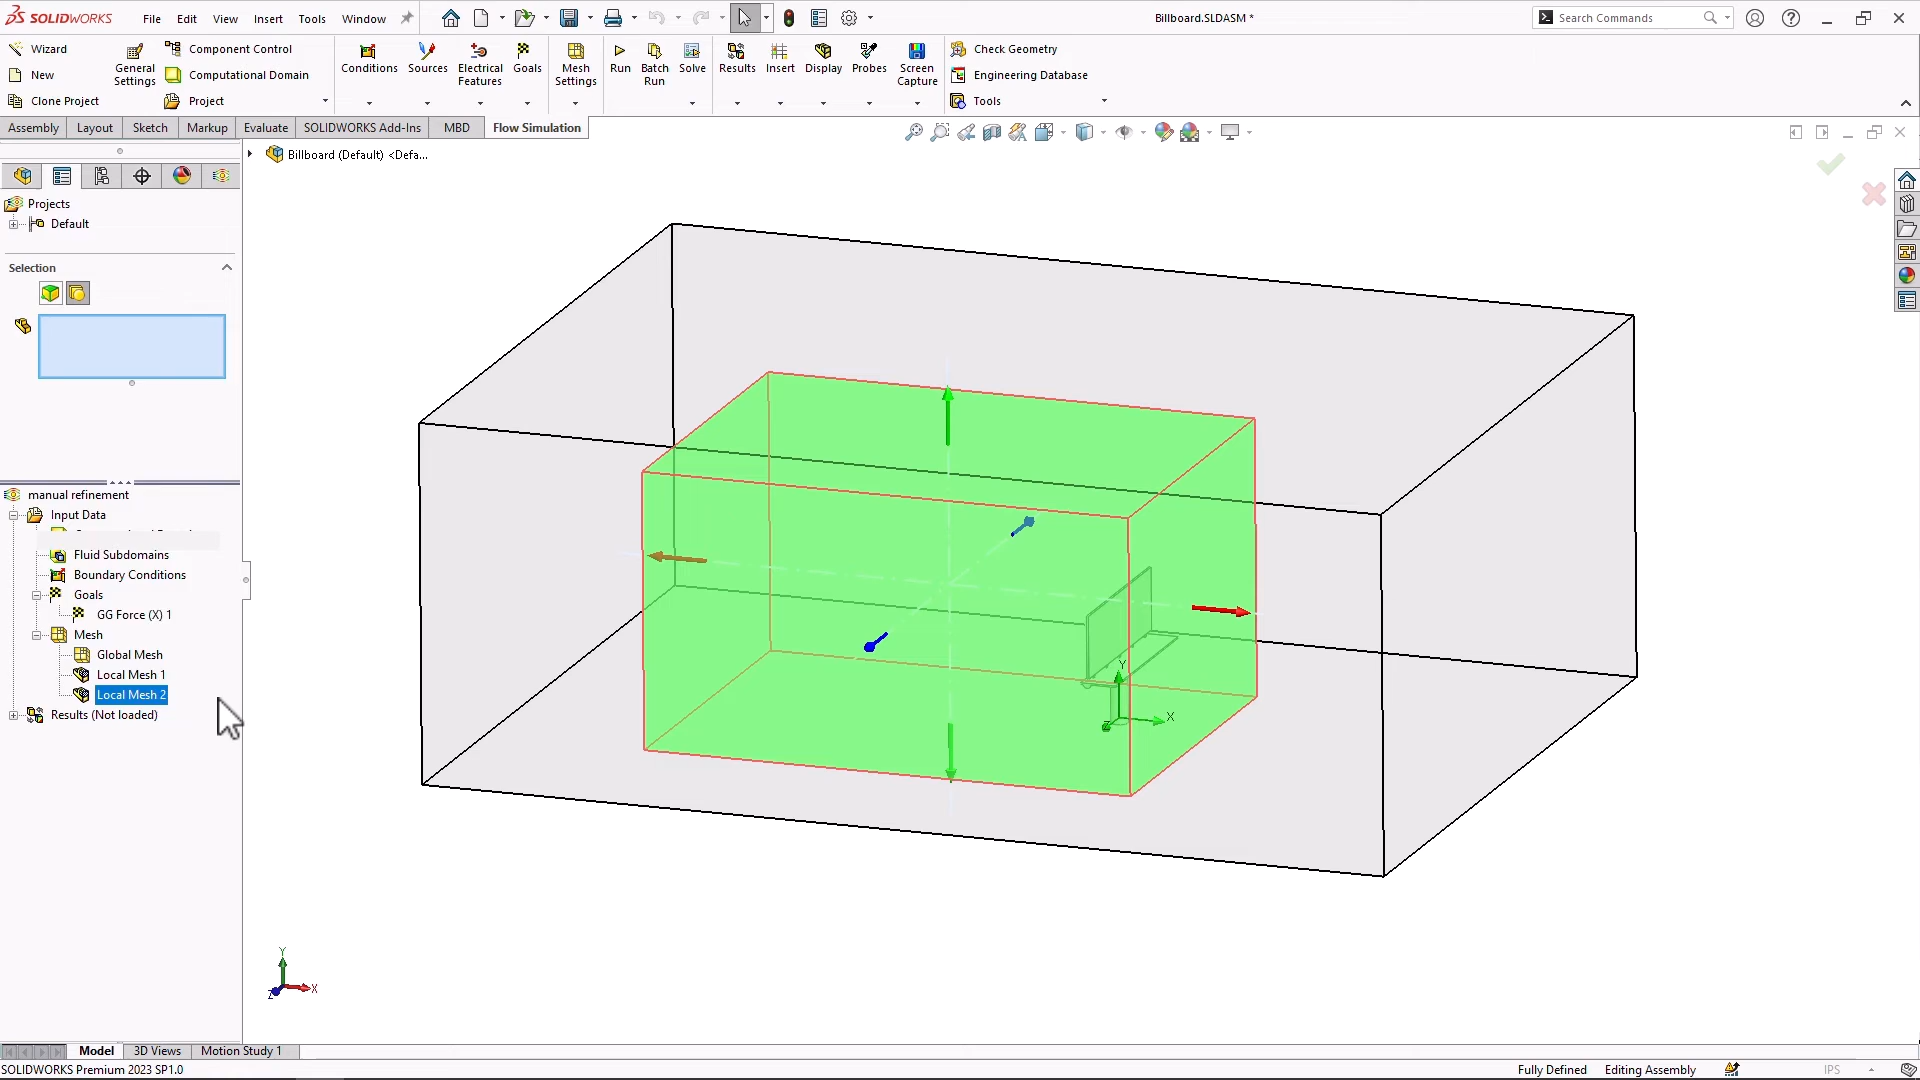 SOLIDWORKS File Edit View Insert Tools Window Billboard.SLDASM * Search Commands
Wizard
New
Clone Project
General Settings
Component Control
Computational Domain
Project
Conditions
Sources
Electrical Features
Goals
Mesh Settings
Run
Batch Run
Solve
Results
Insert
Display
Probes
Screen Capture
Check Geometry
Engineering Database
Tools
Assembly Layout Sketch Markup Evaluate SOLIDWORKS Add-Ins MBD Flow Simulation
Billboard (Default) <Defa...
Projects
Default
Selection
manual refinement
Input Data
Fluid Subdomains
Boundary Conditions
Goals
GG Force (X) 1
Mesh
Global Mesh
Local Mesh 1
Local Mesh 2
Results (Not loaded)
Y
X
Y
X
Z
Model 3D Views Motion Study 1
SOLIDWORKS Premium 2023 SP1.0 Fully Defined Editing Assembly IPS